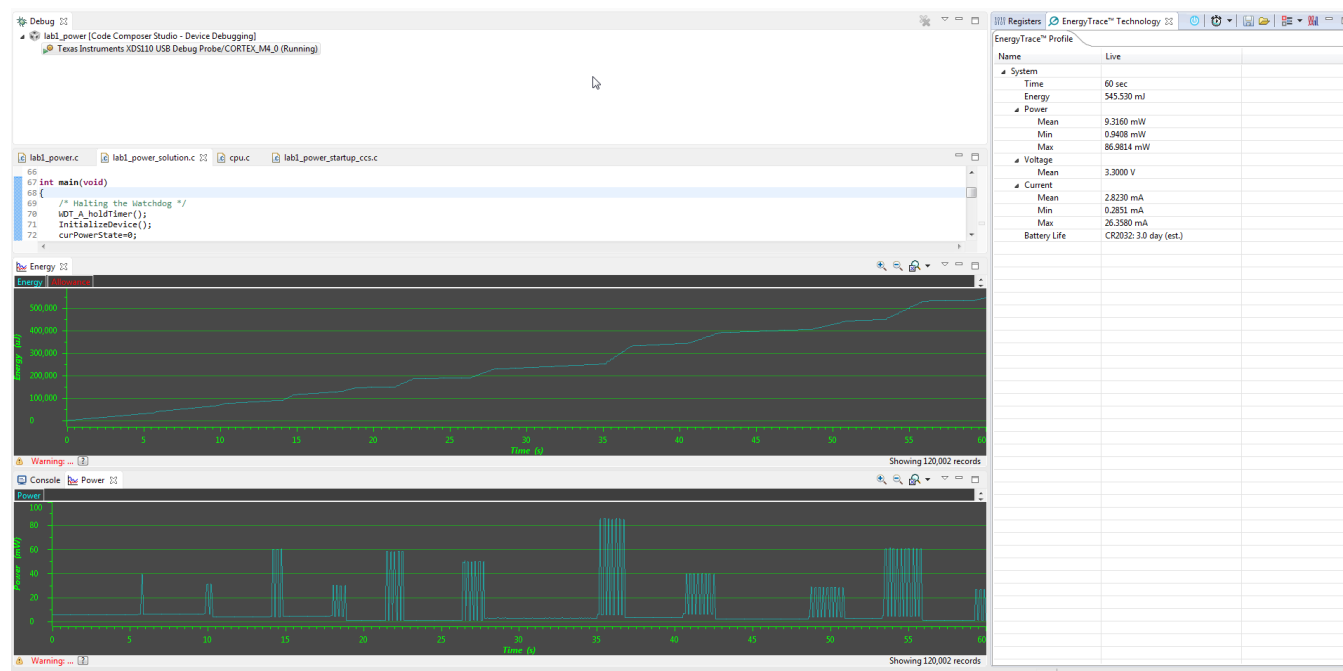 Debug
lab1_power [Code Composer Studio - Device Debugging]
Texas Instruments XDS110 USB Debug Probe/CORTEX_M4_0 (Running)
lab1_power.c lab1_power_solution.c cpu.c lab1_power_startup_ccs.c
66
67 int main(void)
68 {
69 /* Halting the Watchdog */
70 WDT_A_holdTimer();
71 InitializeDevice();
72 curPowerState=0;
Energy
Energy Allowance
500,000
400,000
300,000
200,000
100,000
0
Energy (uJ)
0 5 10 15 20 25 30 35 40 45 50 55 60
Time (s)
Warning: ... ?
Showing 120,002 records
Console Power
Power
100
80
60
40
20
0
Power (mW)
0 5 10 15 20 25 30 35 40 45 50 55 60
Time (s)
Warning: ... ?
Showing 120,002 records
Registers EnergyTrace™ Technology
EnergyTrace™ Profile
Name Live
System
Time 60 sec
Energy 545.530 mJ
Power
Mean 9.3160 mW
Min 0.9408 mW
Max 86.9814 mW
Voltage
Mean 3.3000 V
Current
Mean 2.8230 mA
Min 0.2851 mA
Max 26.3580 mA
Battery Life CR2032: 3.0 day (est.)